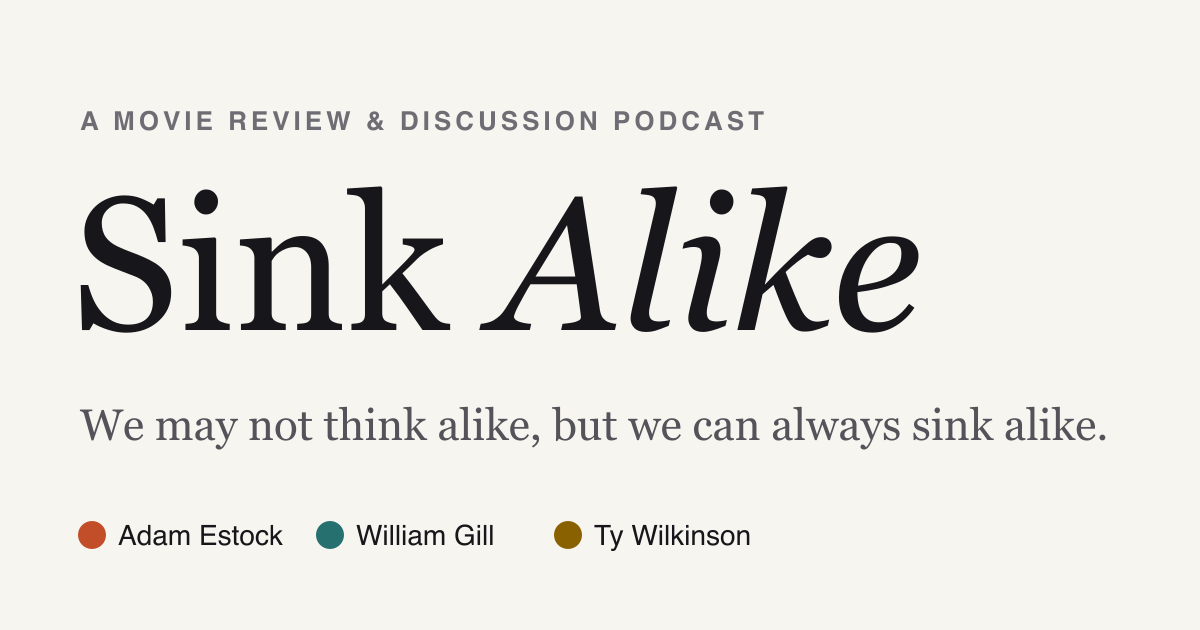 A MOVIE REVIEW & DISCUSSION PODCAST
Sink Alike
We may not think alike, but we can always sink alike.
Adam Estock William Gill Ty Wilkinson